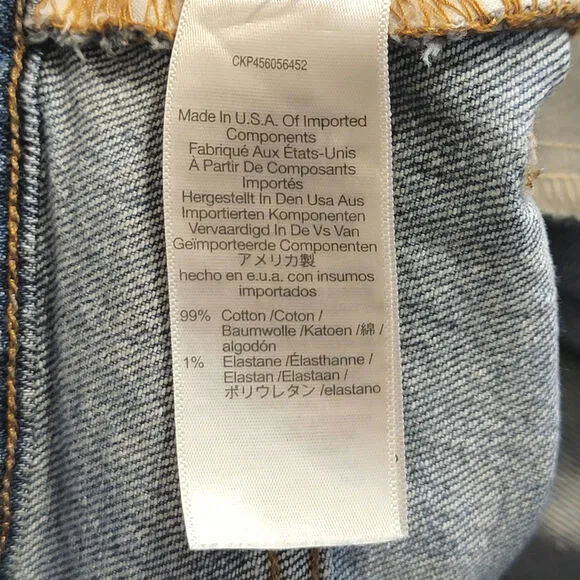 CKP456056452
Made In U.S.A. Of Imported
Components
Fabriqué Aux États-Unis
À Partir De Composants
Importés
Hergestellt In Den Usa Aus
Importierten Komponenten
Vervaardigd In De Vs Van
Geïmporteerde Componenten
アメリカ製
hecho en e.u.a. con insumos
importados
99% Cotton /Coton /
Baumwolle /Katoen /綿 /
algodón
1% Elastane /Élasthanne /
Elastan /Elastaan /
ポリウレタン /elastano